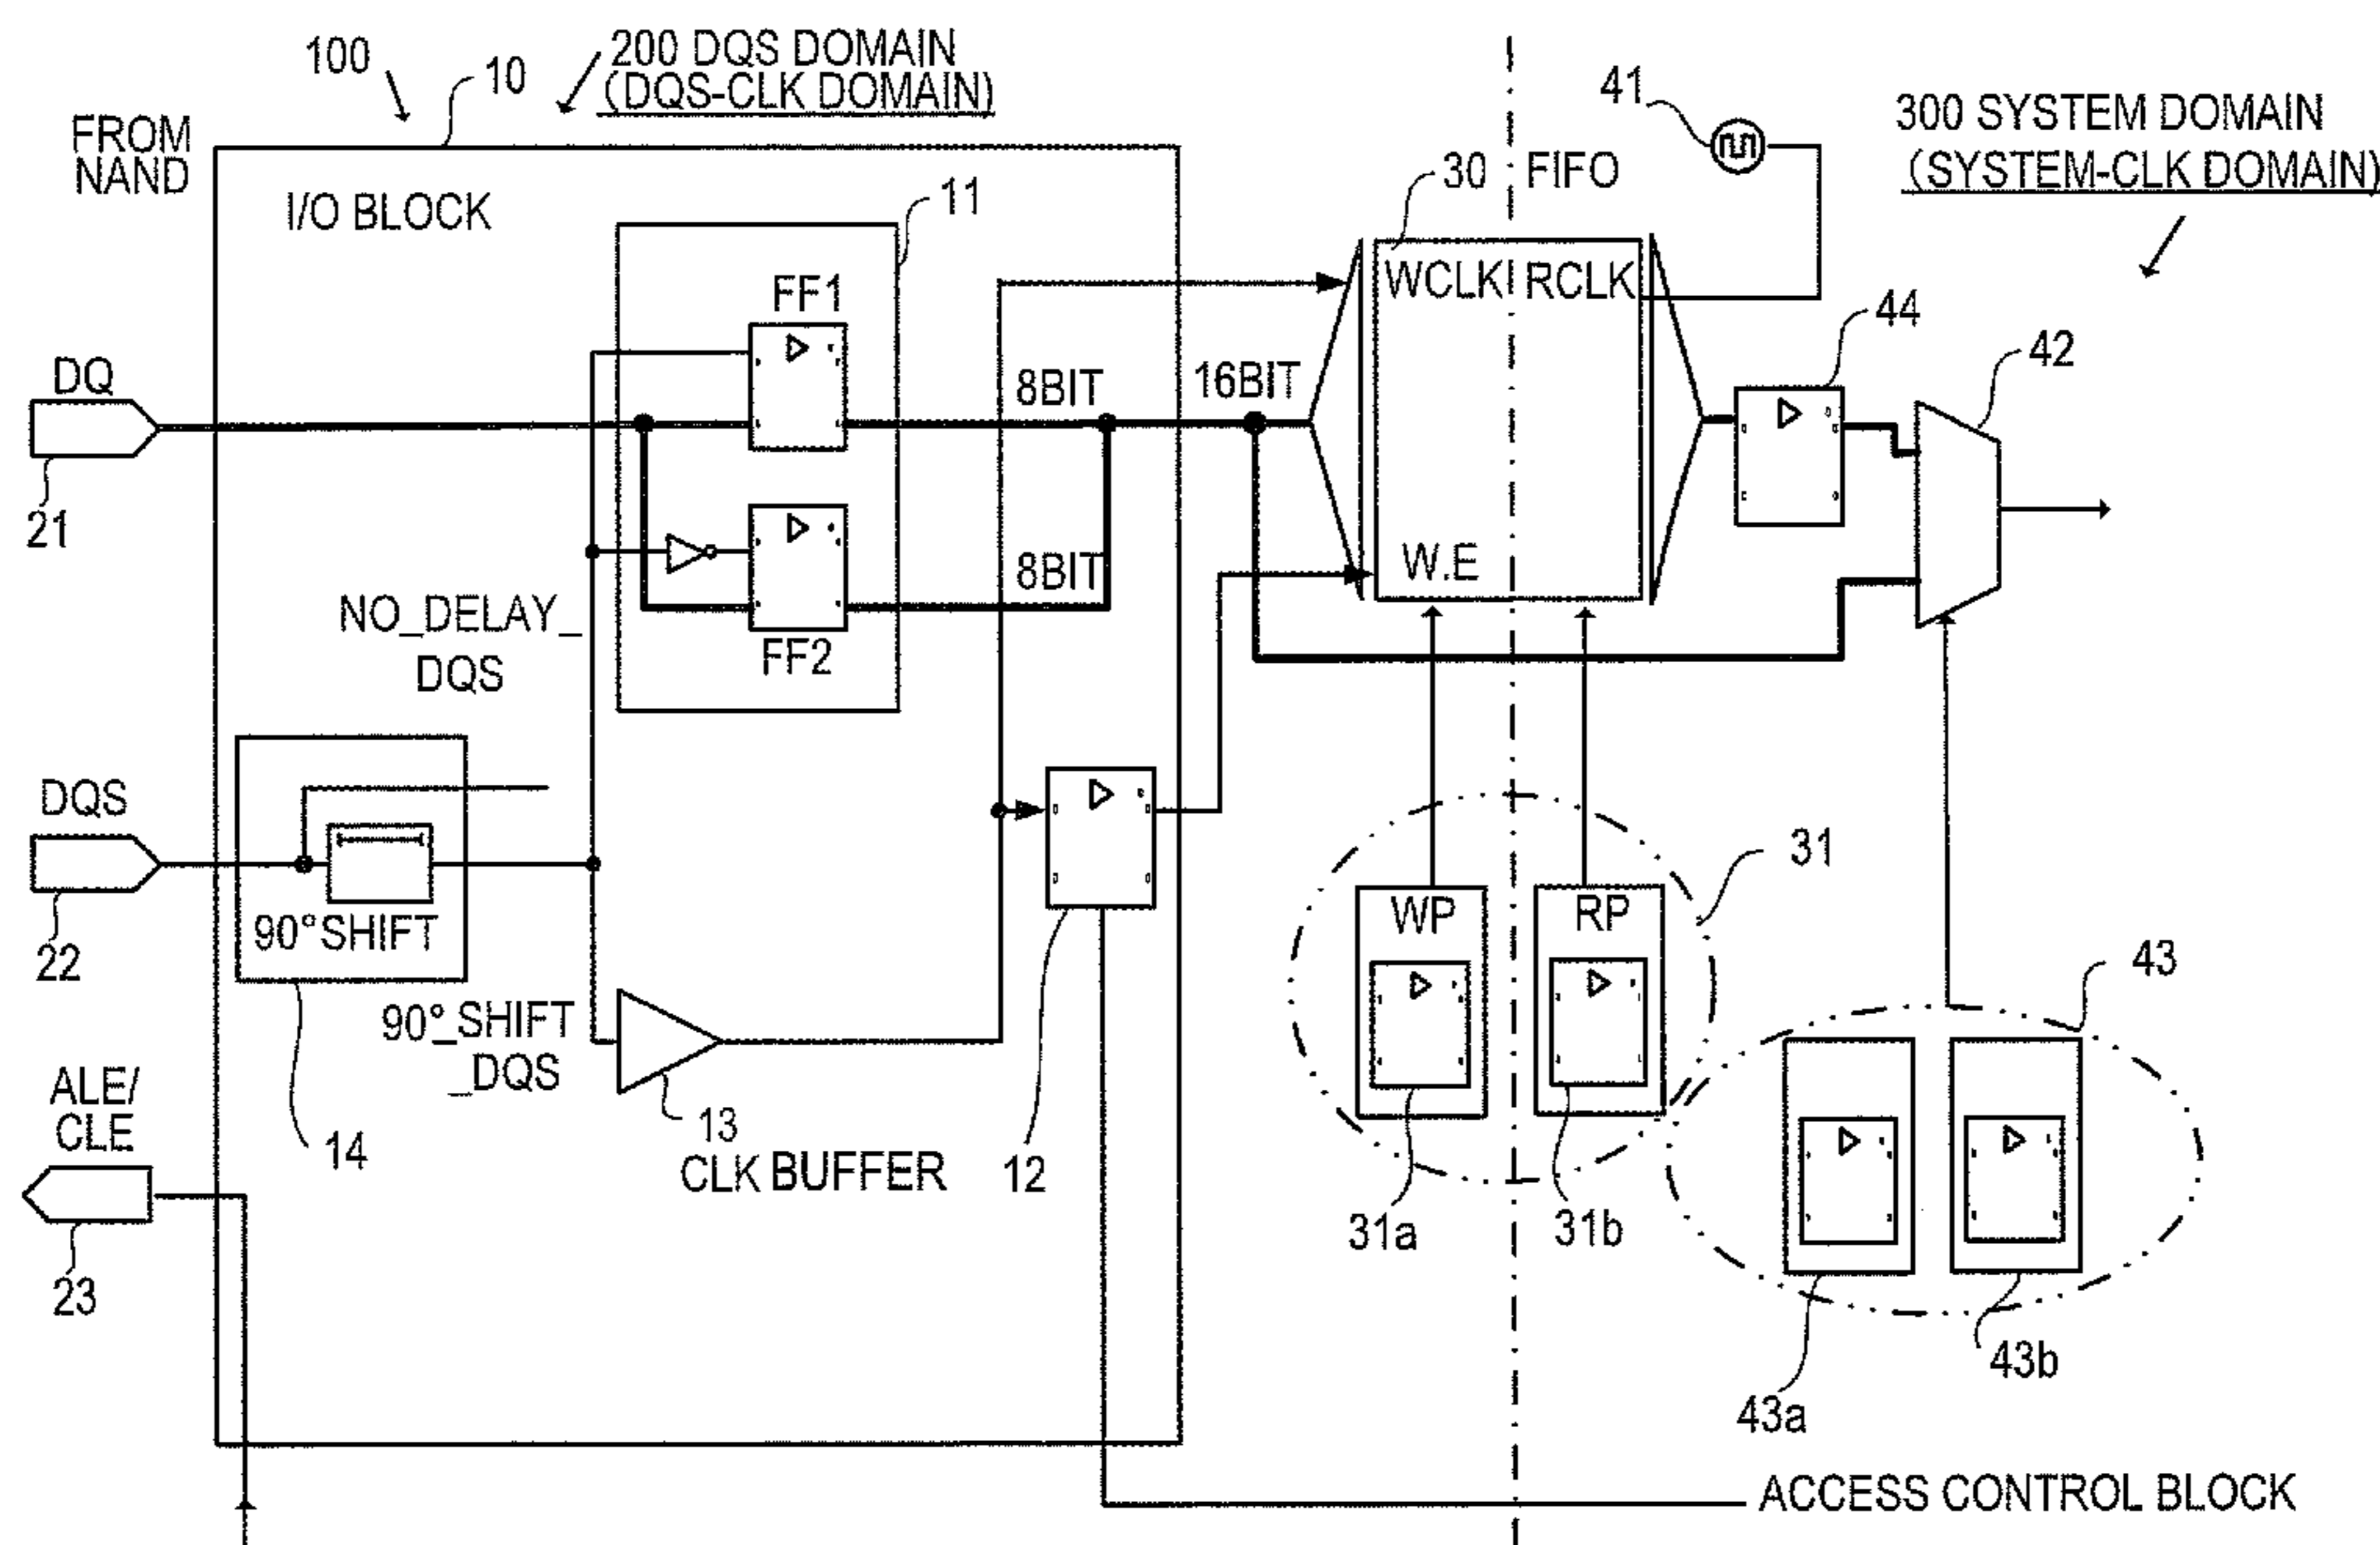 100
10
200 DQS DOMAIN
(DQS-CLK DOMAIN)
41
300 SYSTEM DOMAIN
(SYSTEM-CLK DOMAIN)
FROM
NAND
I/O BLOCK
11
30
FIFO
FF1
WCLK
RCLK
44
42
DQ
8BIT
16BIT
21
8BIT
W.E
NO_DELAY_
DQS
FF2
DQS
31
22
90°SHIFT
WP
RP
43
90°_SHIFT
_DQS
ALE/
CLE
14
13
CLK BUFFER
12
31a
31b
23
43b
43a
ACCESS CONTROL BLOCK